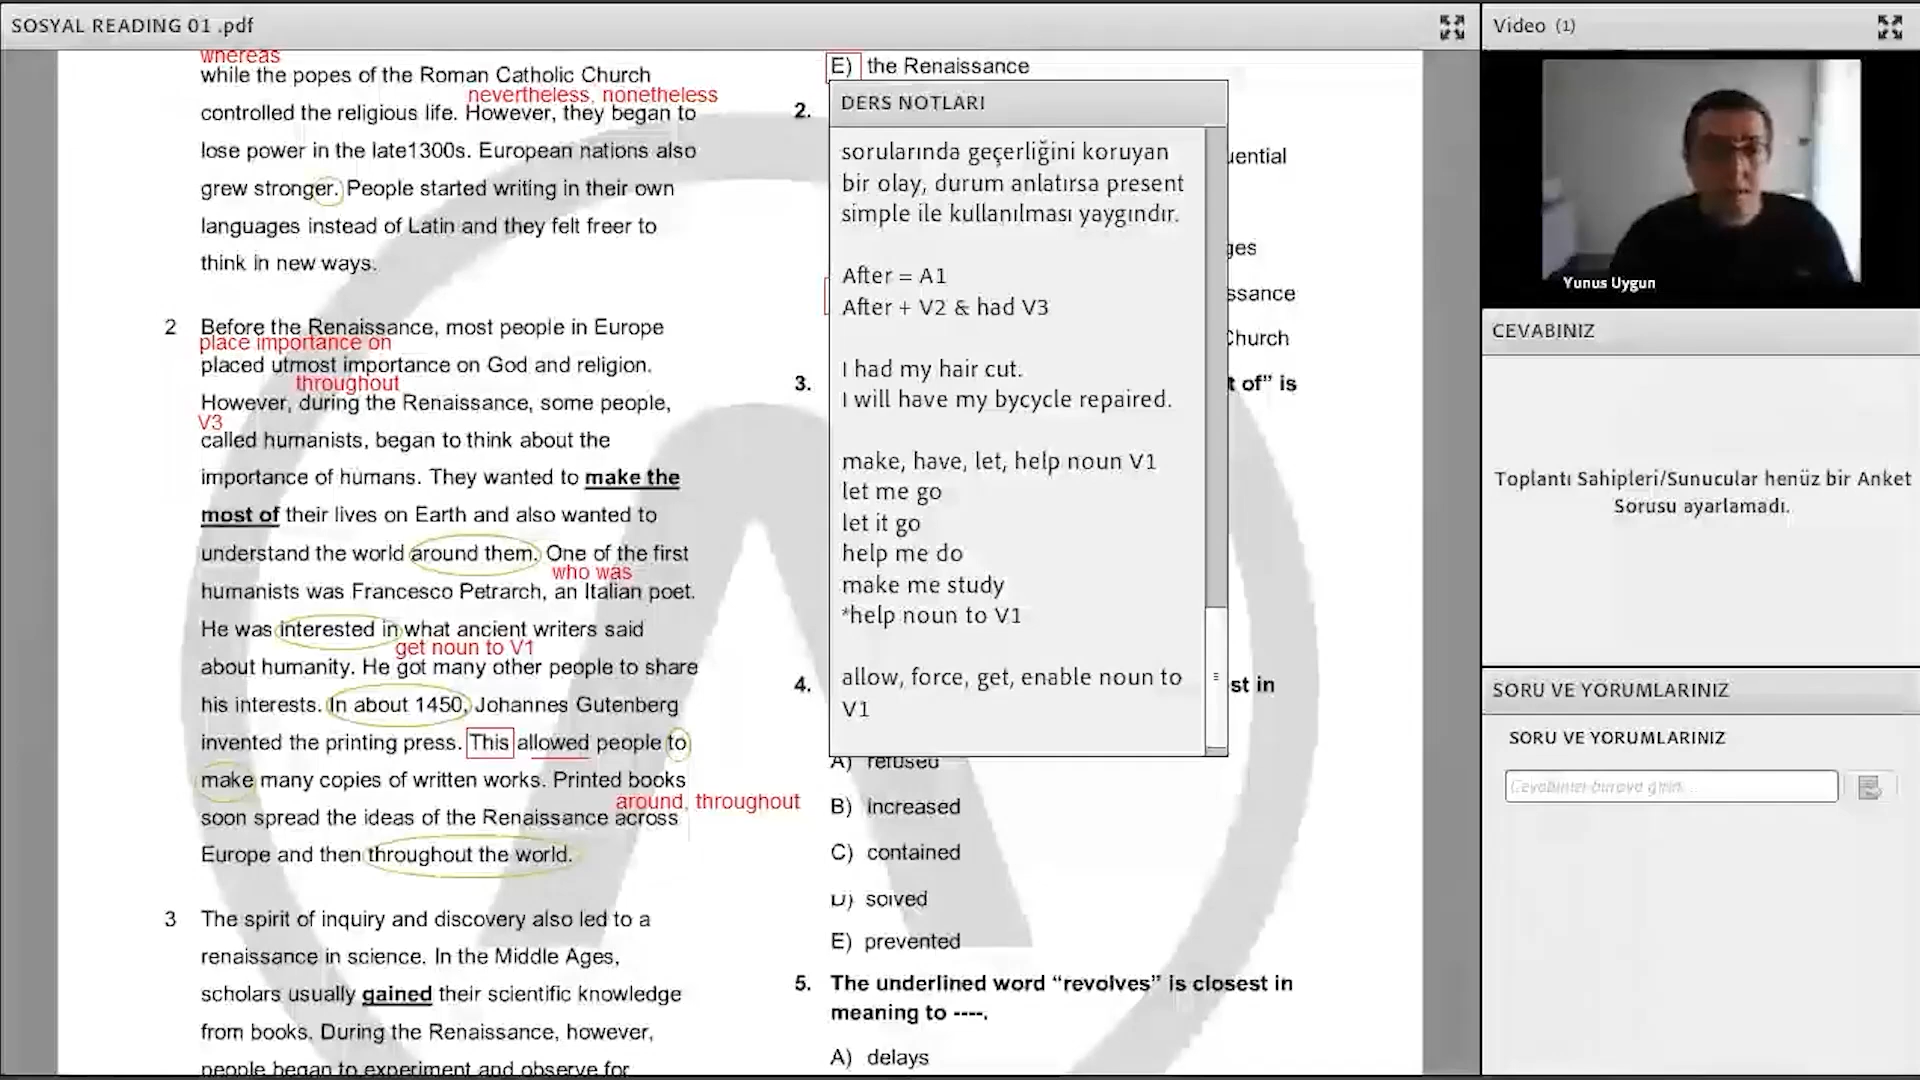 SOSYAL READING 01 .pdf
whereas
while the popes of the Roman Catholic Church
nevertheless, nonetheless
controlled the religious life. However, they began to
lose power in the late1300s. European nations also
grew stronger. People started writing in their own
languages instead of Latin and they felt freer to
think in new ways.
2 Before the Renaissance, most people in Europe
place importance on
placed utmost importance on God and religion.
throughout
However, during the Renaissance, some people,
V3
called humanists, began to think about the
importance of humans. They wanted to make the
most of their lives on Earth and also wanted to
understand the world around them. One of the first
who was
humanists was Francesco Petrarch, an Italian poet.
He was interested in what ancient writers said
get noun to V1
about humanity. He got many other people to share
his interests. In about 1450, Johannes Gutenberg
invented the printing press. This allowed people to
make many copies of written works. Printed books
around, throughout
soon spread the ideas of the Renaissance across
Europe and then throughout the world.
3 The spirit of inquiry and discovery also led to a
renaissance in science. In the Middle Ages,
scholars usually gained their scientific knowledge
from books. During the Renaissance, however,
people began to experiment and observe for
E) the Renaissance
2.
uential
ges
ssance
Church
3.
t of” is
4.
st in
A) refused
B) increased
C) contained
D) solved
E) prevented
5. The underlined word “revolves” is closest in
meaning to ----.
A) delays
DERS NOTLARI
sorularında geçerliğini koruyan
bir olay, durum anlatırsa present
simple ile kullanılması yaygındır.
After = A1
After + V2 & had V3
I had my hair cut.
I will have my bycycle repaired.
make, have, let, help noun V1
let me go
let it go
help me do
make me study
*help noun to V1
allow, force, get, enable noun to
V1
Video (1)
Yunus Uygun
CEVABINIZ
Toplantı Sahipleri/Sunucular henüz bir Anket
Sorusu ayarlamadı.
SORU VE YORUMLARINIZ
SORU VE YORUMLARINIZ
Cevabınızı buraya girin...